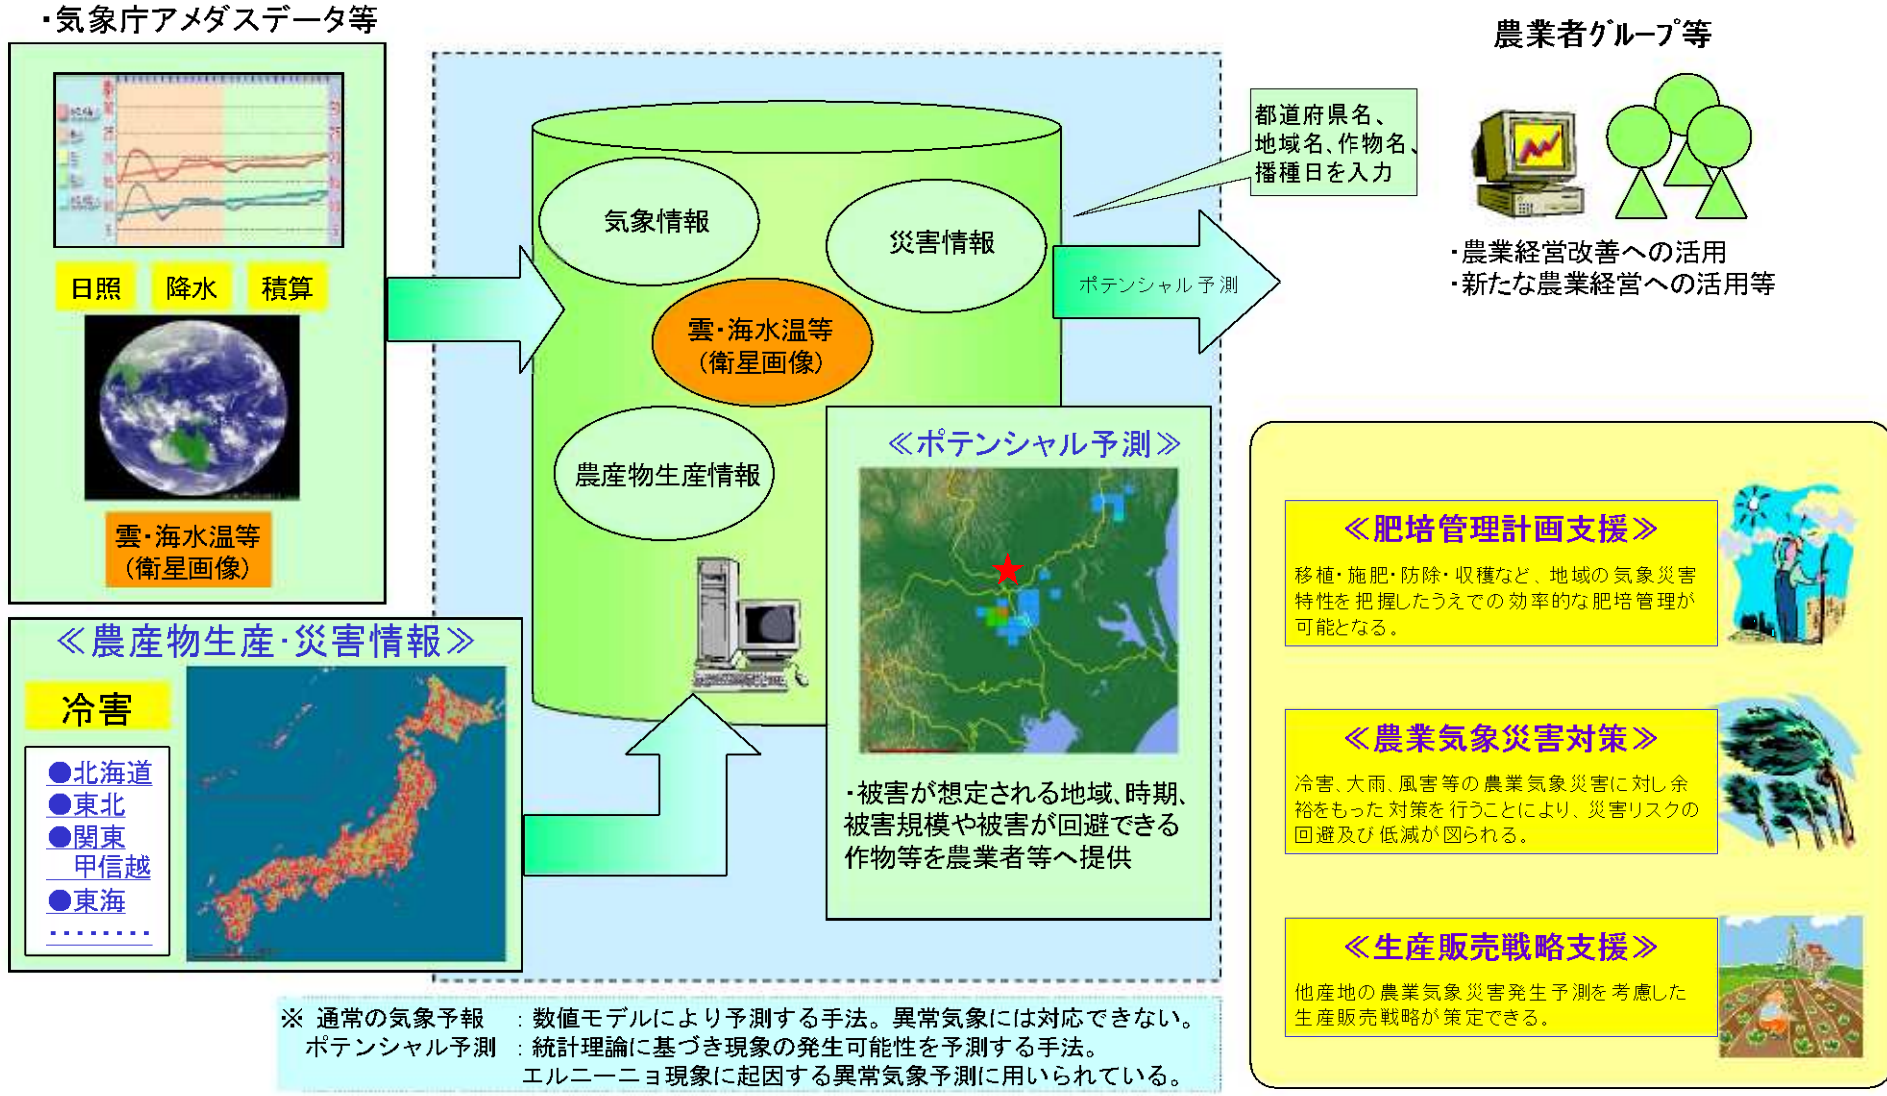 ・気象庁アメダスデータ等
日照
降水
積算
雲・海水温等
(衛星画像)
≪農産物生産・災害情報≫
冷害
●北海道
●東北
●関東
甲信越
●東海
‥‥‥‥
気象情報
災害情報
雲・海水温等
(衛星画像)
農産物生産情報
≪ポテンシャル予測≫
・被害が想定される地域、時期、
被害規模や被害が回避できる
作物等を農業者等へ提供
都道府県名、
地域名、作物名、
播種日を入力
ポテンシャル予測
農業者グループ等
・農業経営改善への活用
・新たな農業経営への活用等
≪肥培管理計画支援≫
移植・施肥・防除・収穫など、地域の気象災害
特性を把握したうえでの効率的な肥培管理が
可能となる。
≪農業気象災害対策≫
冷害、大雨、風害等の農業気象災害に対し余
裕をもった対策を行うことにより、災害リスクの
回避及び低減が図られる。
≪生産販売戦略支援≫
他産地の農業気象災害発生予測を考慮した
生産販売戦略が策定できる。
※ 通常の気象予報 : 数値モデルにより予測する手法。異常気象には対応できない。
ポテンシャル予測 : 統計理論に基づき現象の発生可能性を予測する手法。
エルニーニョ現象に起因する異常気象予測に用いられている。